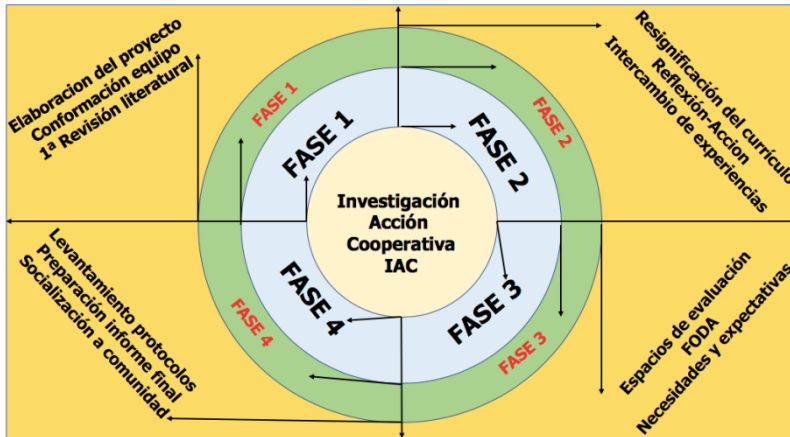 Elaboracion del proyecto
Conformación equipo
1ª Revisión literatural
FASE 1
FASE 1
Resignificación del currículo
Reflexión-Accion
Intercambio de experiencias
FASE 2
FASE 2
Investigación
Acción
Cooperativa
IAC
Levantamiento protocolos
Preparación informe final
Socialización a comunidad
FASE 4
FASE 4
FASE 3
FASE 3
Espacios de evaluación
FODA
Necesidades y expectativas